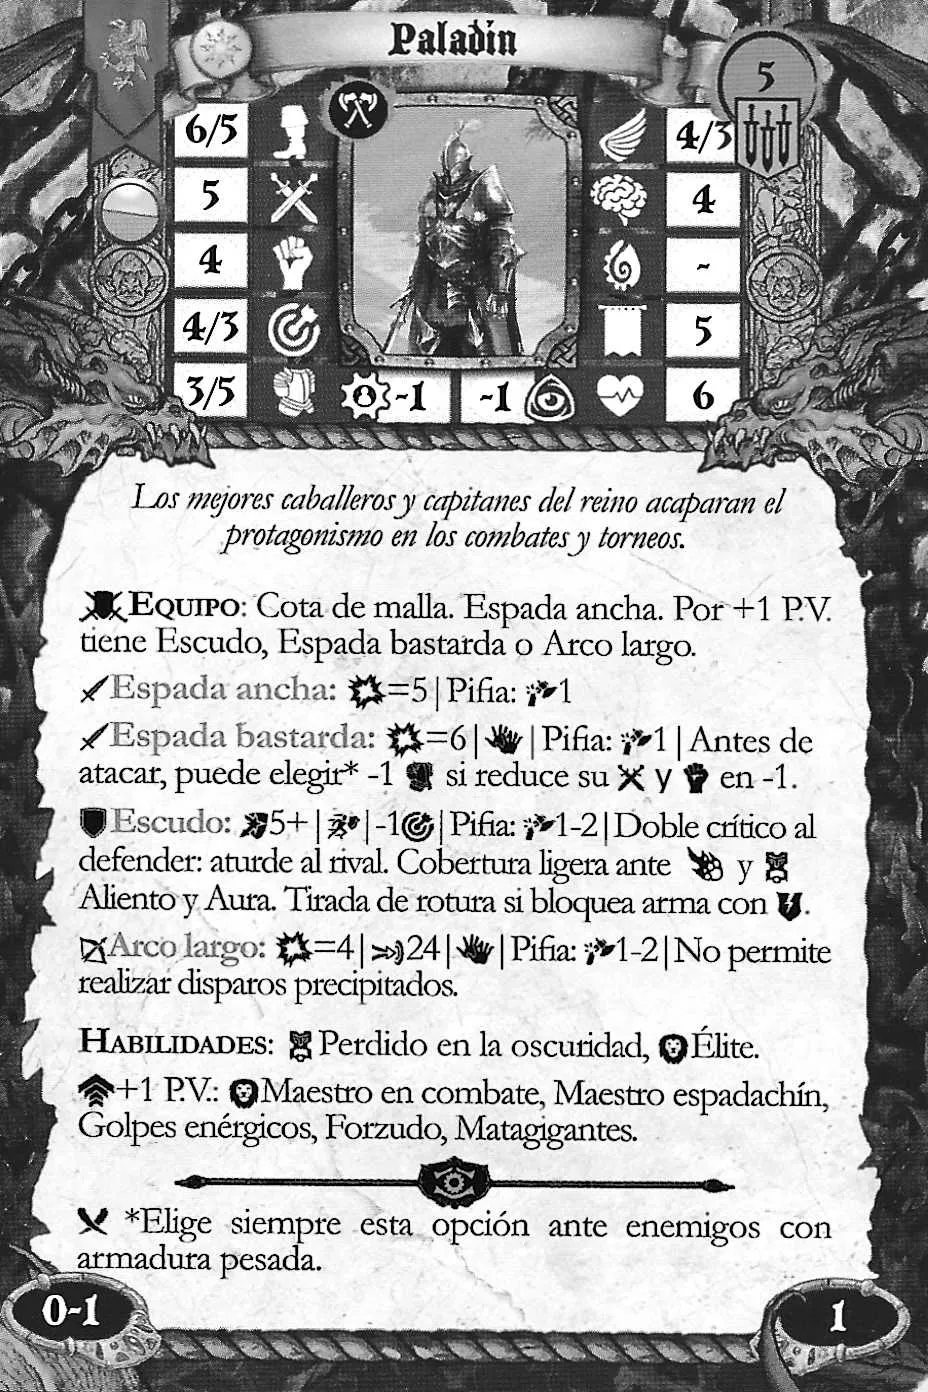 Paladín
5
6/5
4/3
5
4
4
-
4/3
5
3/5
-1
-1
6
Los mejores caballeros y capitanes del reino acaparan el
protagonismo en los combates y torneos.
EQUIPO: Cota de malla. Espada ancha. Por +1 P.V.
tiene Escudo, Espada bastarda o Arco largo.
Espada ancha: =5|Pifia: 1
Espada bastarda: =6| |Pifia: 1|Antes de
atacar, puede elegir* -1 si reduce su y en -1.
Escudo: 5+| |-1 |Pifia: 1-2|Doble crítico al
defender: aturde al rival. Cobertura ligera ante y
Aliento y Aura. Tirada de rotura si bloquea arma con .
Arco largo: =4| 24| |Pifia: 1-2|No permite
realizar disparos precipitados.
HABILIDADES: Perdido en la oscuridad, Élite.
+1 P.V.: Maestro en combate, Maestro espadachín,
Golpes enérgicos, Forzudo, Matagigantes.
*Elige siempre esta opción ante enemigos con
armadura pesada.
0-1
1